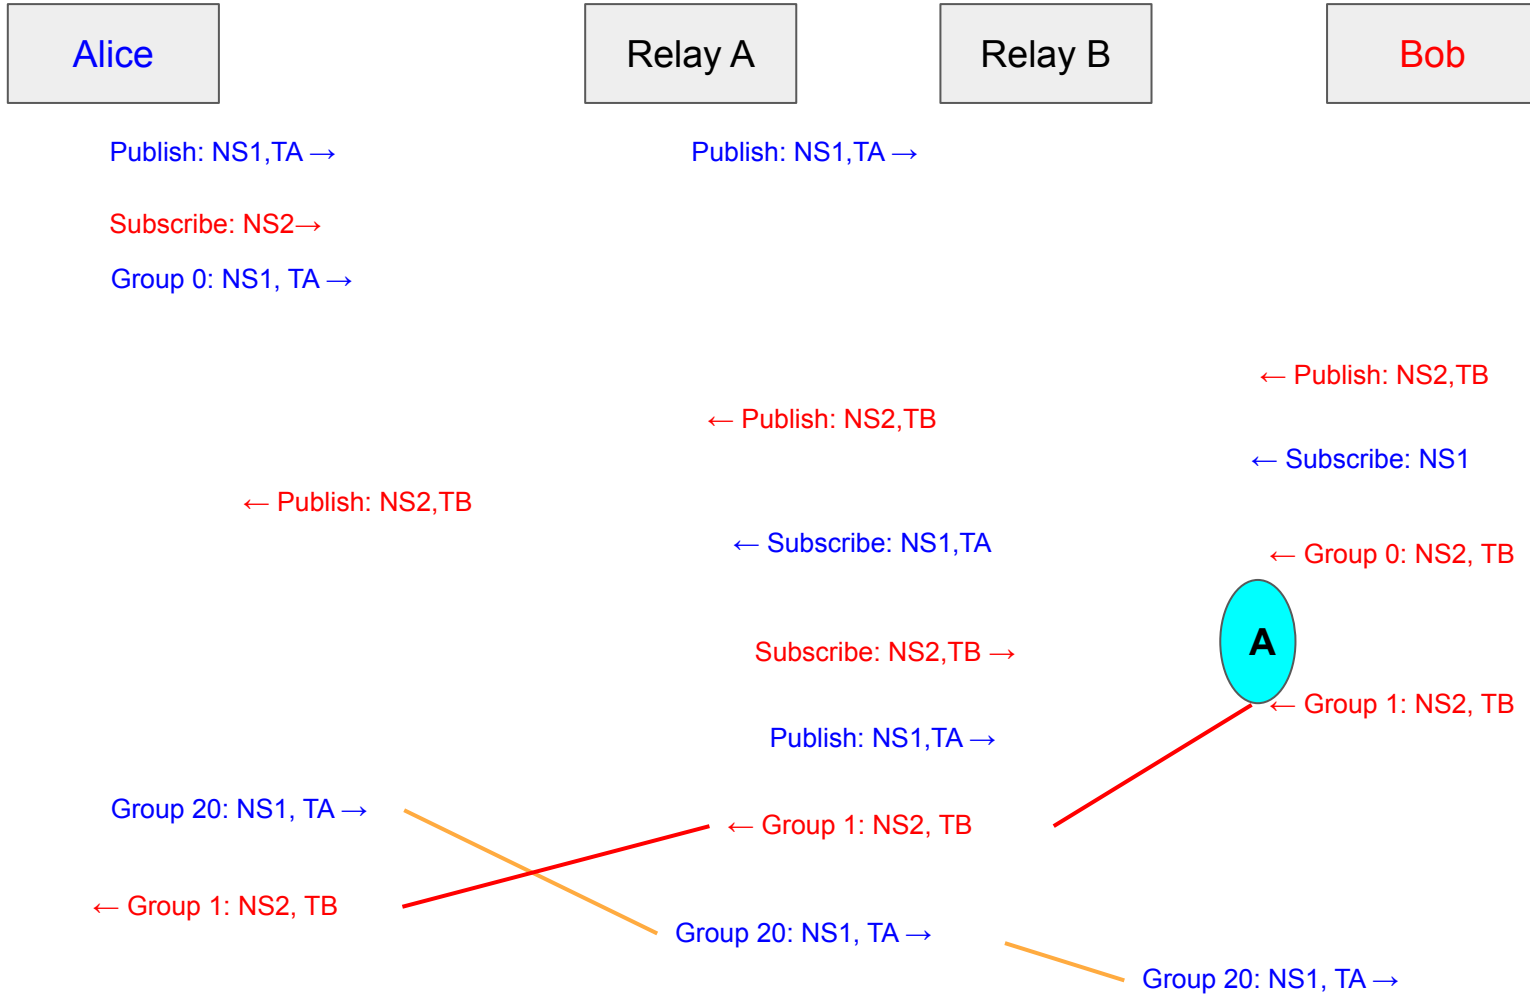 Alice
Relay A
Relay B
Bob
Publish: NS1,TA →
Publish: NS1,TA →
Subscribe: NS2→
Group 0: NS1, TA →
← Publish: NS2,TB
← Publish: NS2,TB
← Subscribe: NS1
← Publish: NS2,TB
← Subscribe: NS1,TA
← Group 0: NS2, TB
A
Subscribe: NS2,TB →
← Group 1: NS2, TB
Publish: NS1,TA →
Group 20: NS1, TA →
← Group 1: NS2, TB
← Group 1: NS2, TB
Group 20: NS1, TA →
Group 20: NS1, TA →